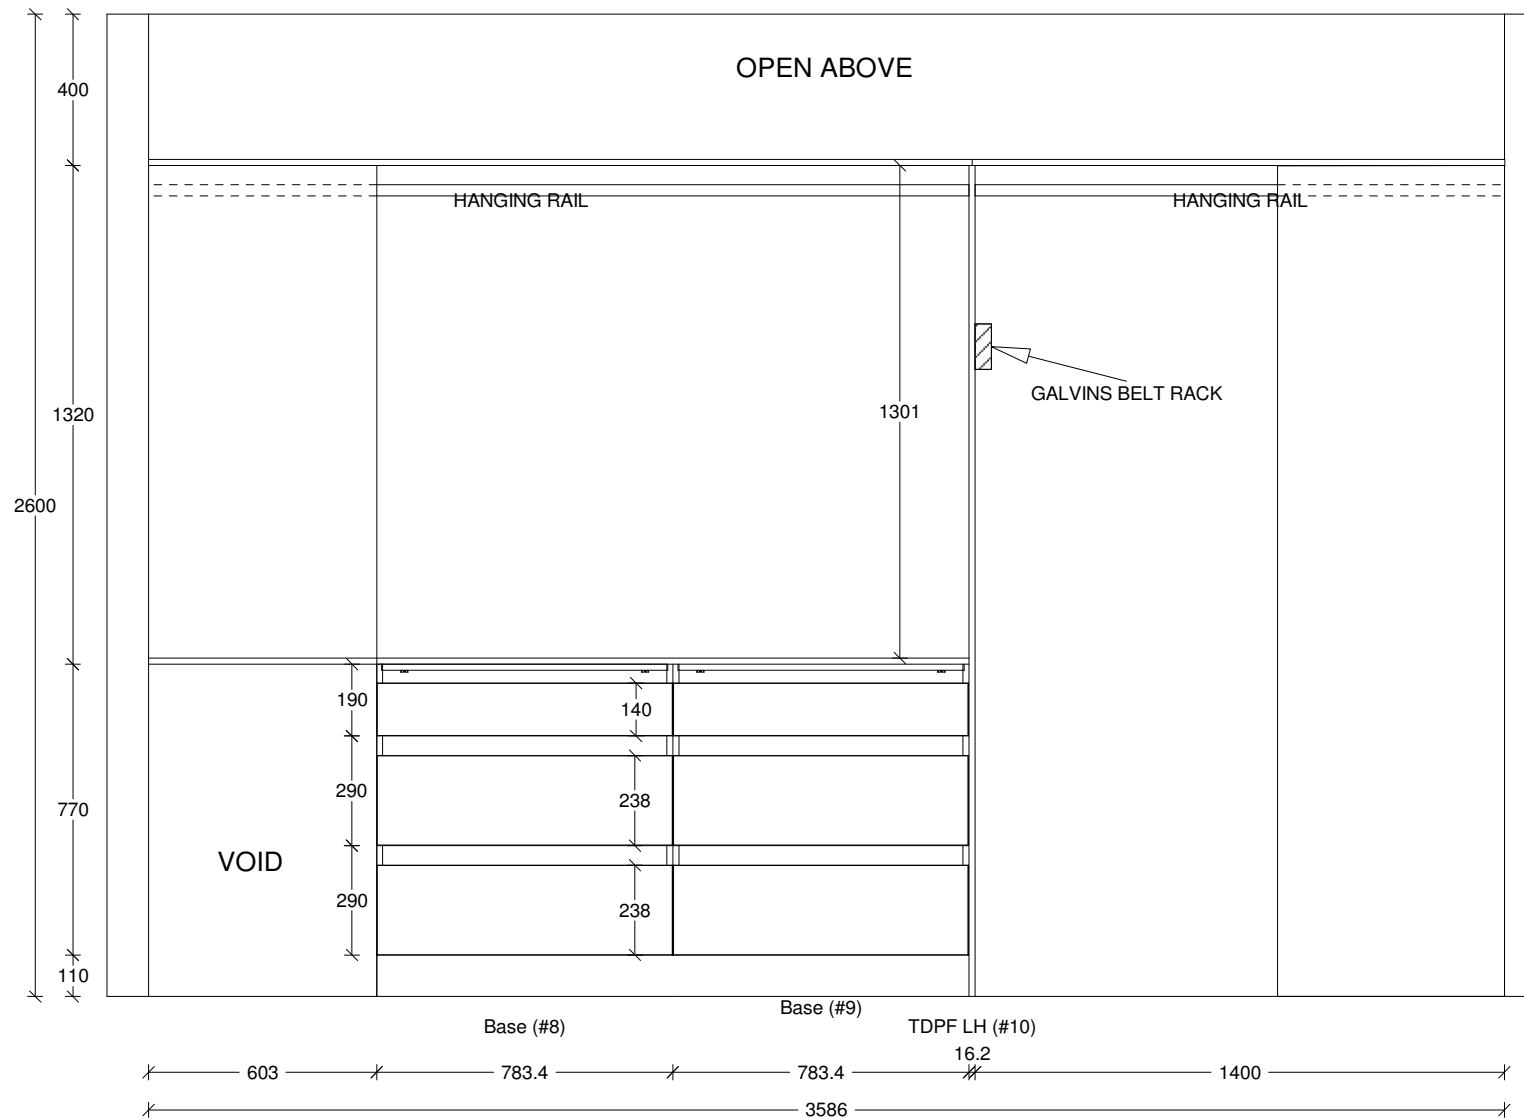 OPEN ABOVE
400
HANGING RAIL
HANGING RAIL
GALVINS BELT RACK
1320
1301
2600
190
140
290
238
770
VOID
290
238
110
Base (#9)
Base (#8)
TDPF LH (#10)
16.2
603
783.4
783.4
1400
3586